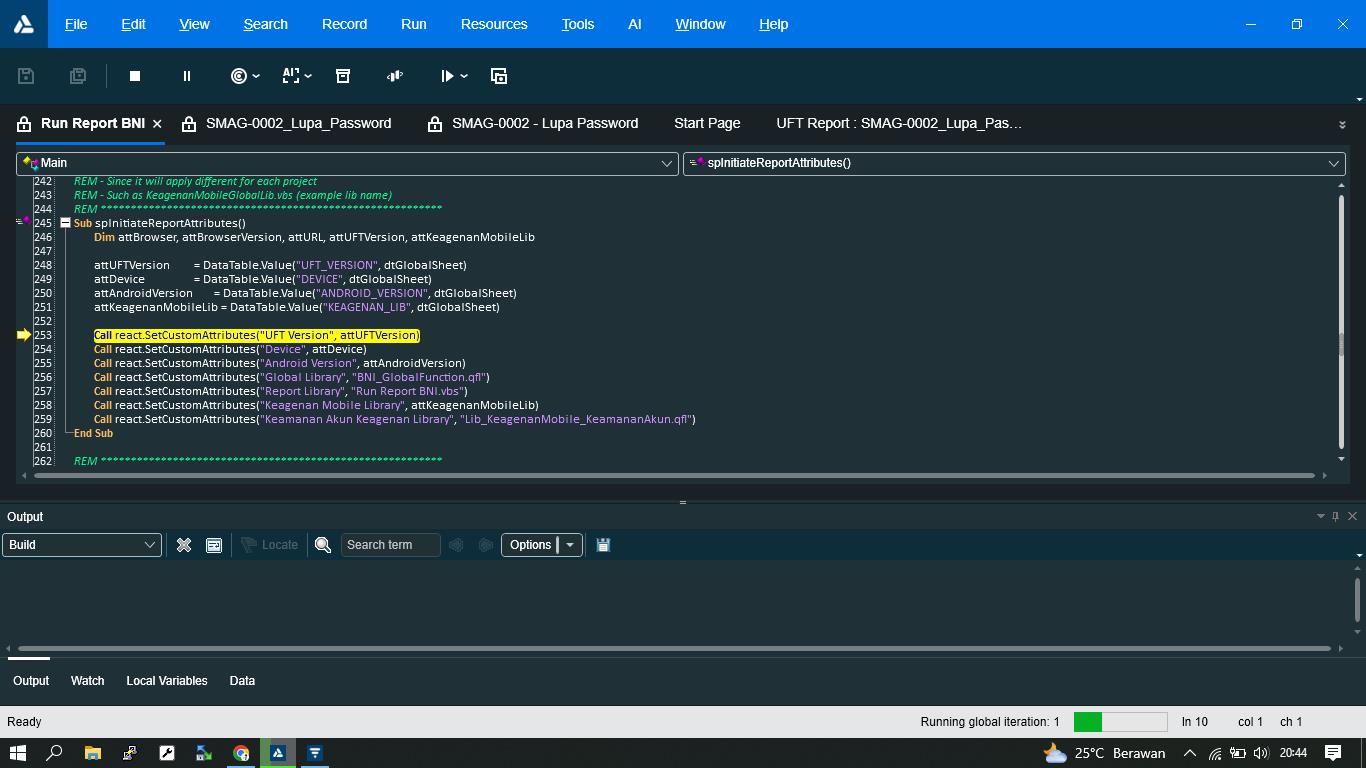 File Edit View Search Record Run Resources Tools AI Window Help
Run Report BNI SMAG-0002_Lupa_Password SMAG-0002 - Lupa Password Start Page UFT Report : SMAG-0002_Lupa_Pas...
Main spInitiateReportAttributes()
242 REM - Since it will apply different for each project
243 REM - Such as KeagenanMobileGlobalLib.vbs (example lib name)
244 REM *********************************************************
245 Sub spInitiateReportAttributes()
246 Dim attBrowser, attBrowserVersion, attURL, attUFTVersion, attKeagenanMobileLib
247
248 attUFTVersion = DataTable.Value("UFT_VERSION", dtGlobalSheet)
249 attDevice = DataTable.Value("DEVICE", dtGlobalSheet)
250 attAndroidVersion = DataTable.Value("ANDROID_VERSION", dtGlobalSheet)
251 attKeagenanMobileLib = DataTable.Value("KEAGENAN_LIB", dtGlobalSheet)
252
253 Call react.SetCustomAttributes("UFT Version", attUFTVersion)
254 Call react.SetCustomAttributes("Device", attDevice)
255 Call react.SetCustomAttributes("Android Version", attAndroidVersion)
256 Call react.SetCustomAttributes("Global Library", "BNI_GlobalFunction.qfl")
257 Call react.SetCustomAttributes("Report Library", "Run Report BNI.vbs")
258 Call react.SetCustomAttributes("Keagenan Mobile Library", attKeagenanMobileLib)
259 Call react.SetCustomAttributes("Keamanan Akun Keagenan Library", "Lib_KeagenanMobile_KeamananAkun.qfl")
260 End Sub
261
262 REM *********************************************************
Output
Build Locate Search term Options
Output Watch Local Variables Data
Ready Running global iteration: 1 ln 10 col 1 ch 1
25°C Berawan 20:44